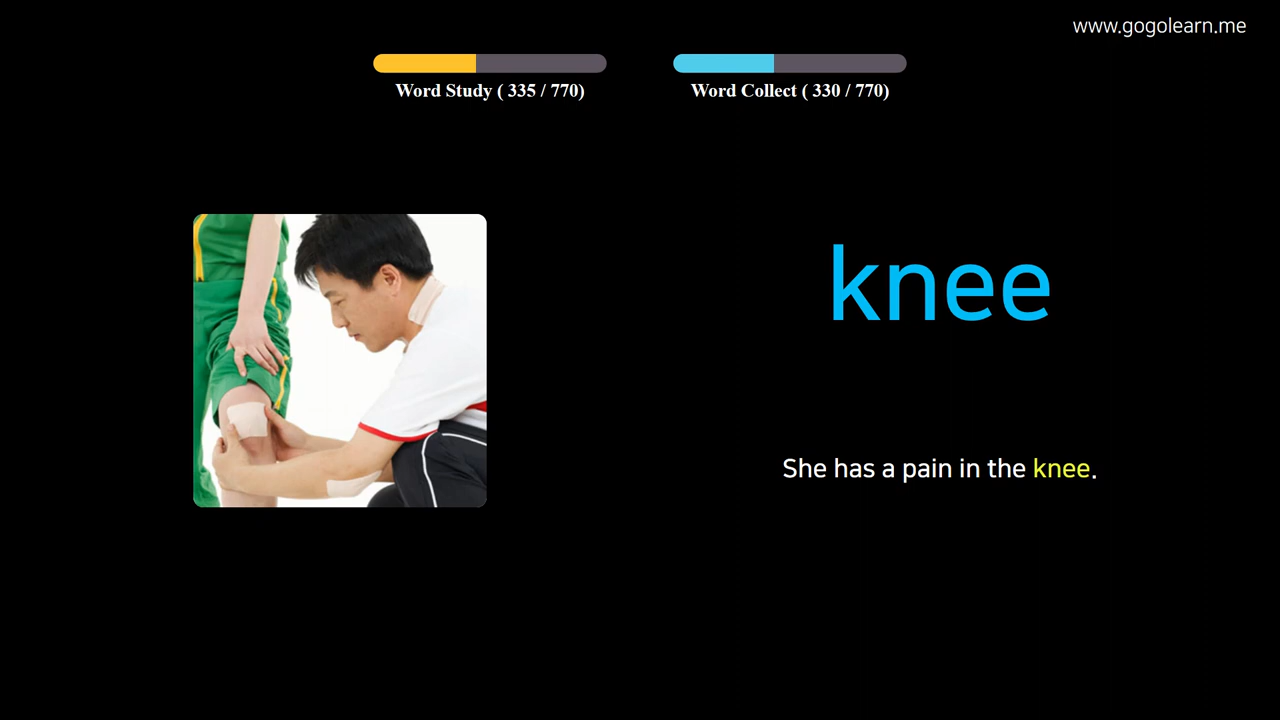 www.gogolearn.me
Word Study ( 335 / 770)
Word Collect ( 330 / 770)
knee
She has a pain in the knee.